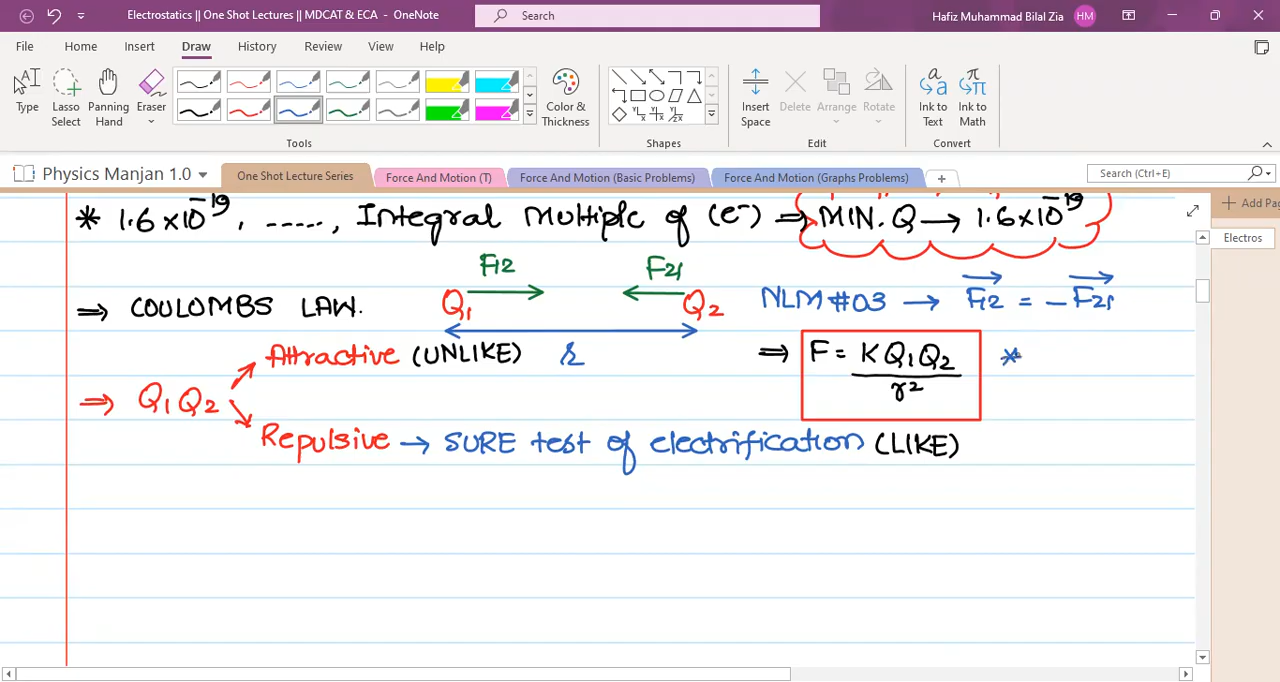 Electrostatics || One Shot Lectures || MDCAT & ECA - OneNote
Search
Hafiz Muhammad Bilal Zia HM
File Home Insert Draw History Review View Help
Type Lasso Select Panning Hand Eraser Color & Thickness Insert Space Delete Arrange Rotate Ink to Text Ink to Math
Tools Shapes Edit Convert
Physics Manjan 1.0 One Shot Lecture Series Force And Motion (T) Force And Motion (Basic Problems) Force And Motion (Graphs Problems) Search (Ctrl+E)
Add Pag
Electros
* 1.6x10⁻¹⁹, ....., Integral Multiple of (e⁻) ⇒ MIN. Q → 1.6x10⁻¹⁹
F12 F21
⇒ COULOMBS LAW. Q1 Q2 NLM #03 → F12 = - F21
Attractive (UNLIKE) r ⇒ F = KQ1Q2 / r² *
⇒ Q1Q2
Repulsive → SURE test of electrification (LIKE)